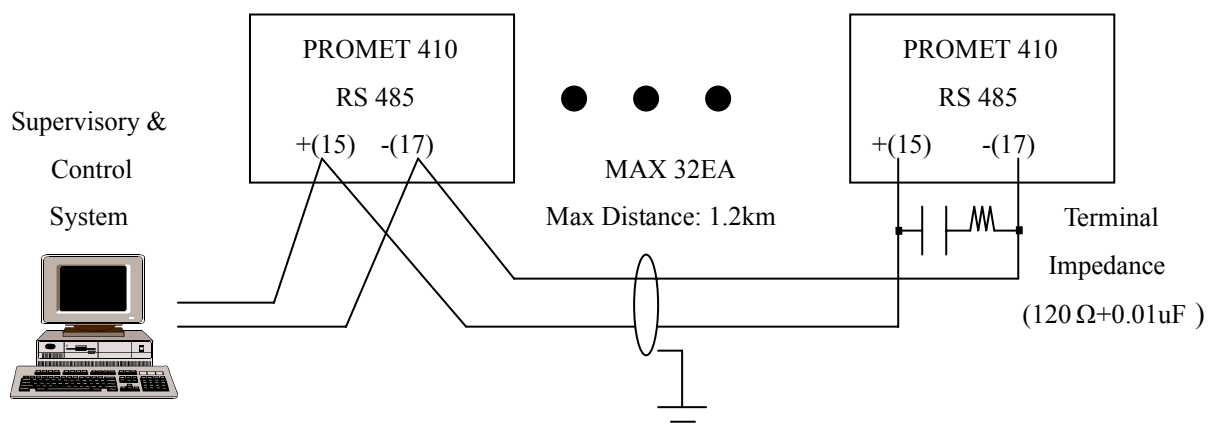 Supervisory &
Control
System
PROMET 410
RS 485
+(15) -(17)
MAX 32EA
Max Distance: 1.2km
PROMET 410
RS 485
+(15) -(17)
Terminal
Impedance
(120 Ω+0.01uF )